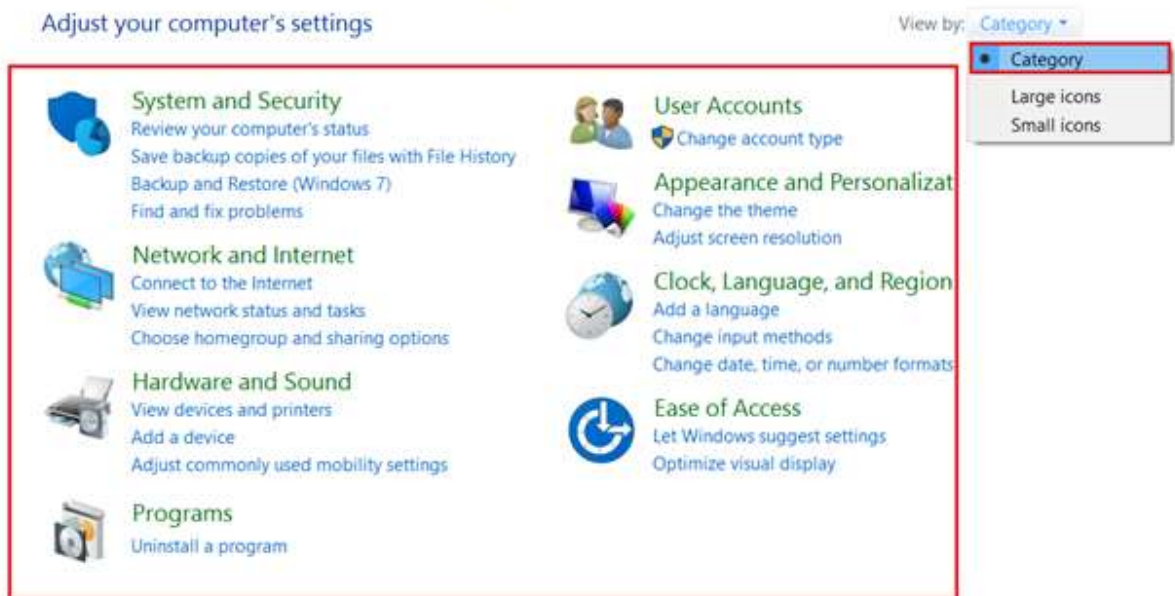 Adjust your computer's settings
View by: Category
Category
Large icons
Small icons
System and Security
Review your computer's status
Save backup copies of your files with File History
Backup and Restore (Windows 7)
Find and fix problems
Network and Internet
Connect to the Internet
View network status and tasks
Choose homegroup and sharing options
Hardware and Sound
View devices and printers
Add a device
Adjust commonly used mobility settings
Programs
Uninstall a program
User Accounts
Change account type
Appearance and Personalizat
Change the theme
Adjust screen resolution
Clock, Language, and Region
Add a language
Change input methods
Change date, time, or number formats
Ease of Access
Let Windows suggest settings
Optimize visual display